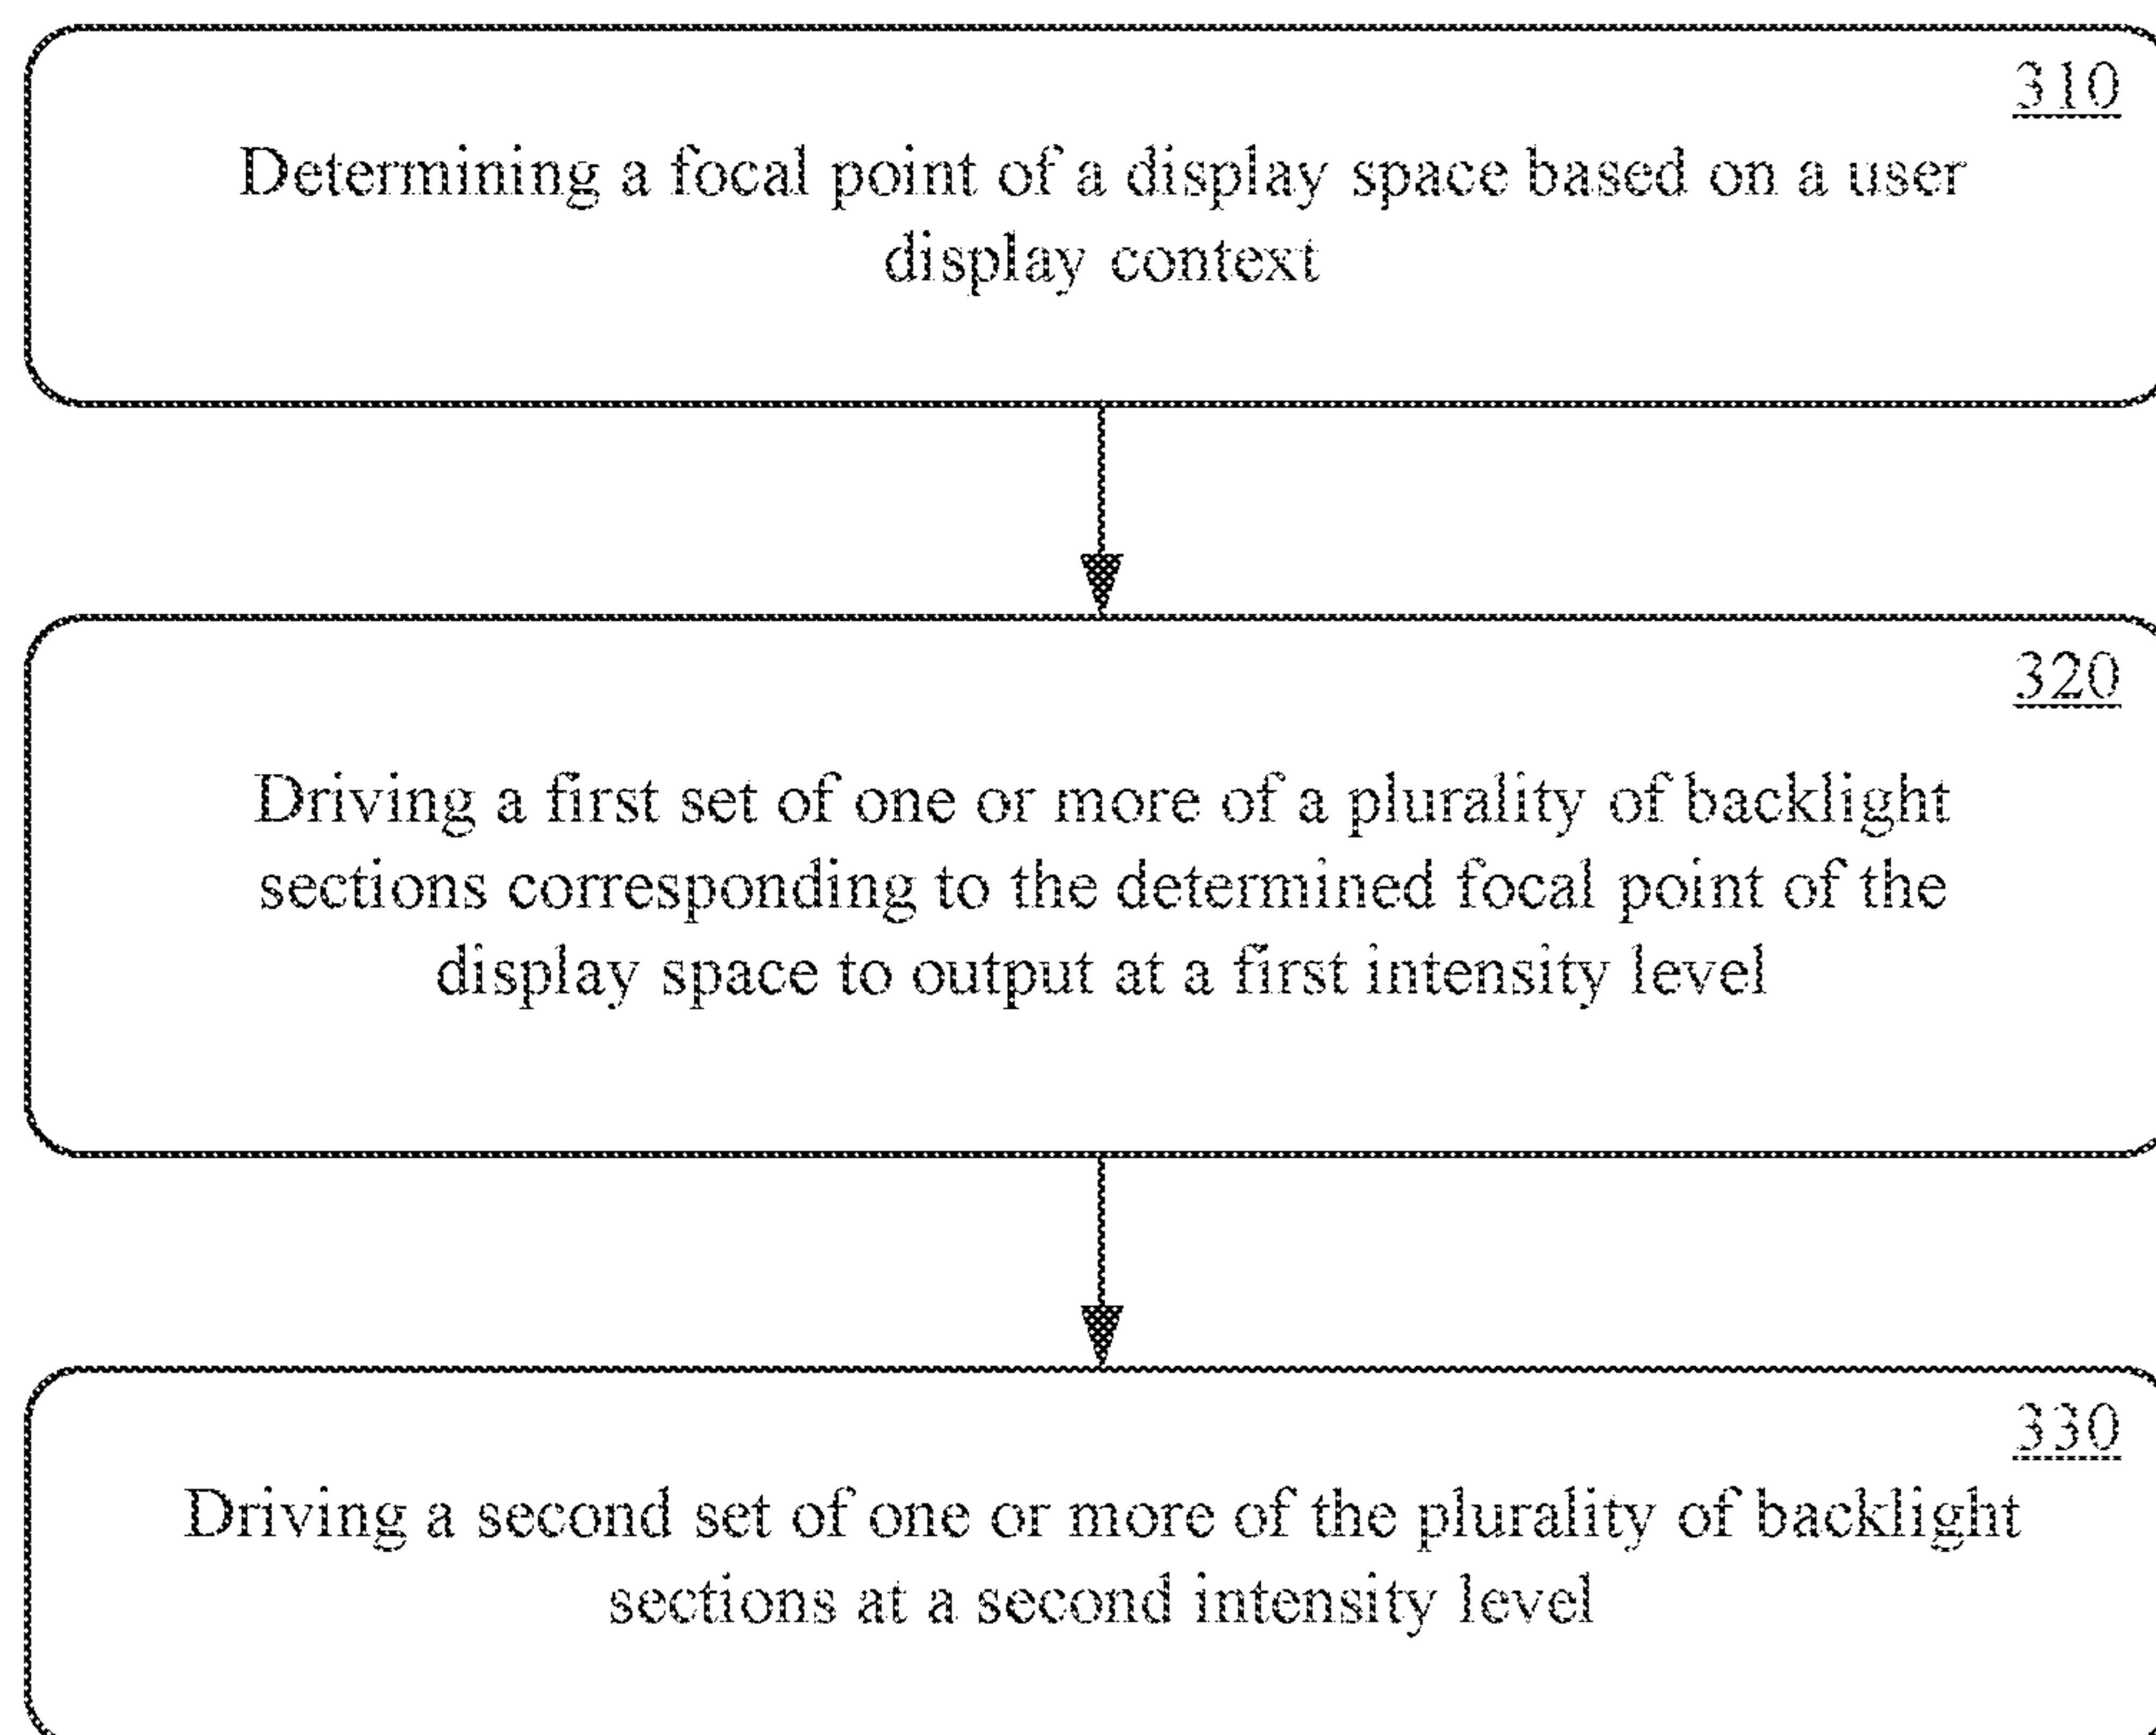 310
Determining a focal point of a display space based on a user
display context
320
Driving a first set of one or more of a plurality of backlight
sections corresponding to the determined focal point of the
display space to output at a first intensity level
330
Driving a second set of one or more of the plurality of backlight
sections at a second intensity level